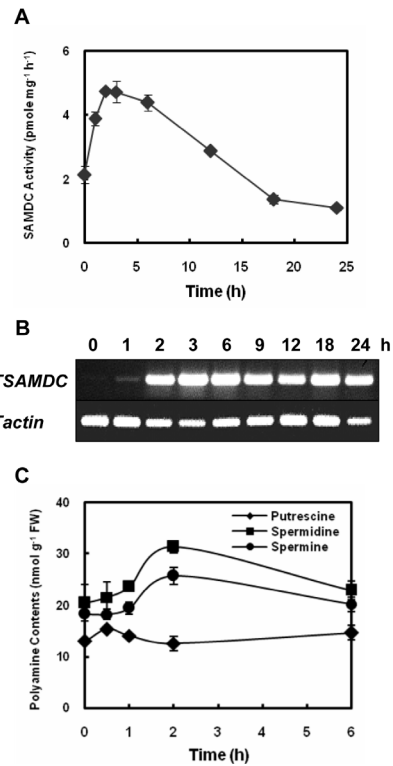 A
6
4
2
0
SAMDC Activity (pmole mg⁻¹ h⁻¹)
0 5 10 15 20 25
Time (h)
B
0 1 2 3 6 9 12 18 24 h
TSAMDC
Tactin
C
40
30
20
10
0
Polyamine Contents (nmol g⁻¹ FW)
Putrescine
Spermidine
Spermine
0 1 2 3 4 5 6
Time (h)